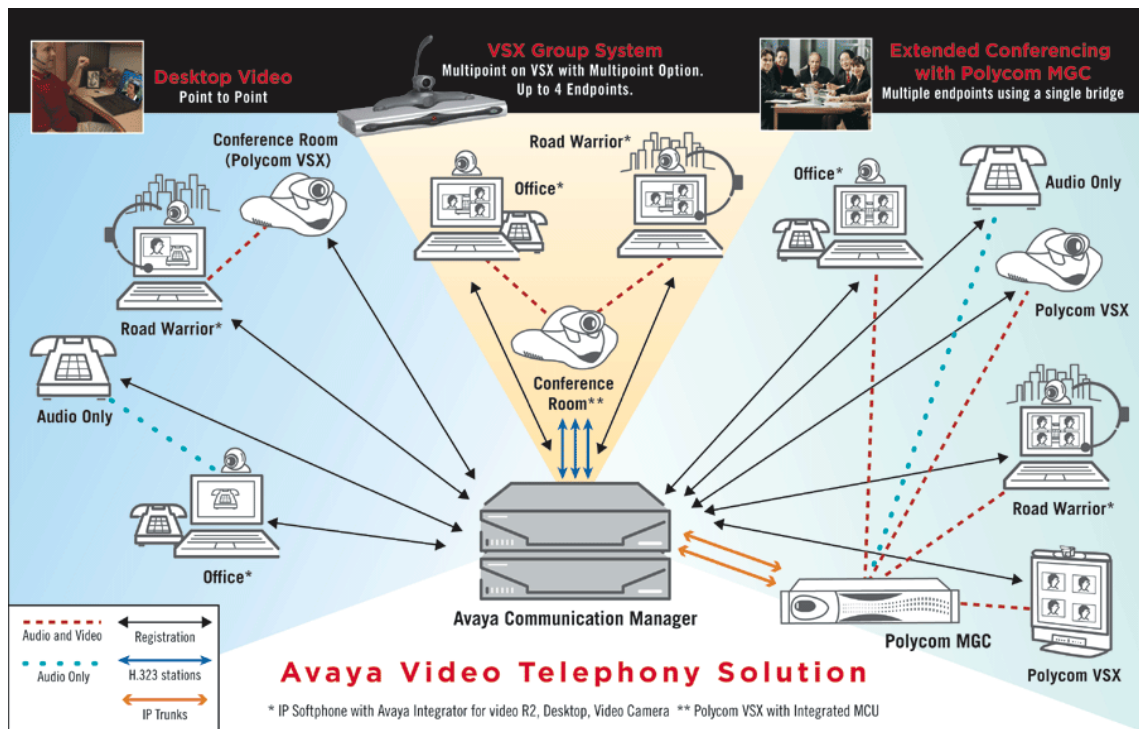 Desktop Video
Point to Point
VSX Group System
Multipoint on VSX with Multipoint Option.
Up to 4 Endpoints.
Extended Conferencing
with Polycom MGC
Multiple endpoints using a single bridge
Conference Room
(Polycom VSX)
Road Warrior*
Audio Only
Office*
Office*
Road Warrior*
Conference
Room**
Office*
Audio Only
Polycom VSX
Road Warrior*
Polycom VSX
Polycom MGC
Avaya Communication Manager
Audio and Video
Registration
Audio Only
H.323 stations
IP Trunks
Avaya Video Telephony Solution
* IP Softphone with Avaya Integrator for video R2, Desktop, Video Camera ** Polycom VSX with Integrated MCU